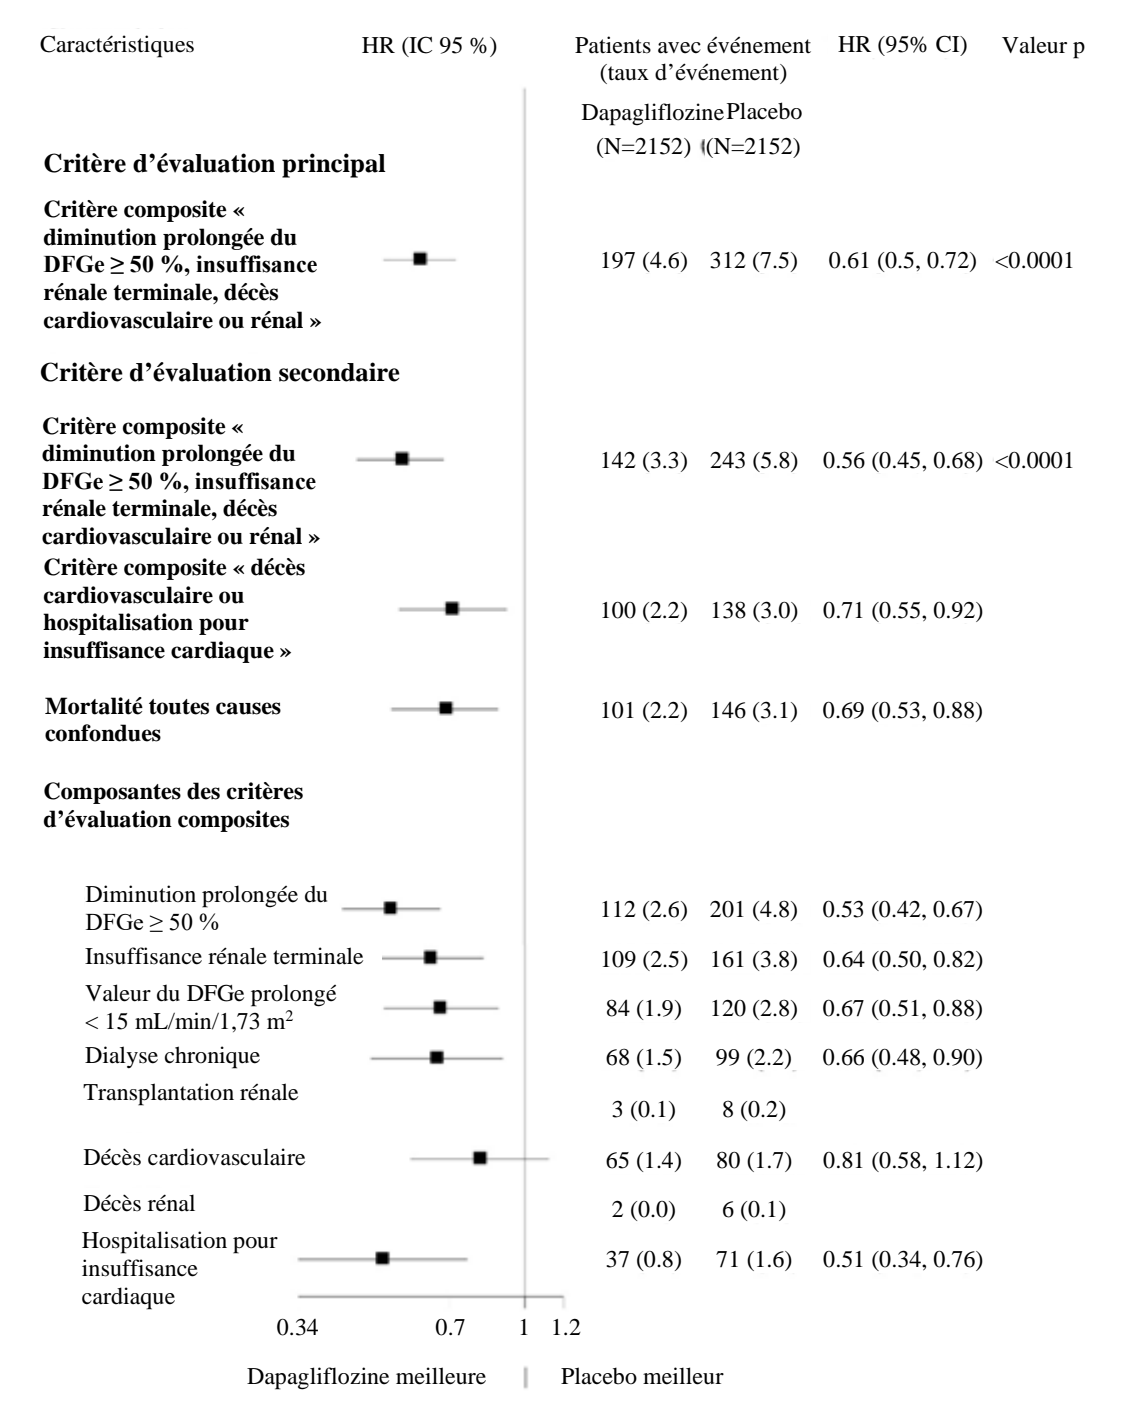 Caractéristiques HR (IC 95 %) Patients avec événement HR (95% CI) Valeur p
(taux d’événement)
Dapagliflozine Placebo
(N=2152) (N=2152)
Critère d’évaluation principal
Critère composite «
diminution prolongée du
DFGe ≥ 50 %, insuffisance 197 (4.6) 312 (7.5) 0.61 (0.5, 0.72) <0.0001
rénale terminale, décès
cardiovasculaire ou rénal »
Critère d’évaluation secondaire
Critère composite «
diminution prolongée du 142 (3.3) 243 (5.8) 0.56 (0.45, 0.68) <0.0001
DFGe ≥ 50 %, insuffisance
rénale terminale, décès
cardiovasculaire ou rénal »
Critère composite « décès
cardiovasculaire ou 100 (2.2) 138 (3.0) 0.71 (0.55, 0.92)
hospitalisation pour
insuffisance cardiaque »
Mortalité toutes causes 101 (2.2) 146 (3.1) 0.69 (0.53, 0.88)
confondues
Composantes des critères
d’évaluation composites
Diminution prolongée du 112 (2.6) 201 (4.8) 0.53 (0.42, 0.67)
DFGe ≥ 50 %
Insuffisance rénale terminale 109 (2.5) 161 (3.8) 0.64 (0.50, 0.82)
Valeur du DFGe prolongé 84 (1.9) 120 (2.8) 0.67 (0.51, 0.88)
< 15 mL/min/1,73 m²
Dialyse chronique 68 (1.5) 99 (2.2) 0.66 (0.48, 0.90)
Transplantation rénale 3 (0.1) 8 (0.2)
Décès cardiovasculaire 65 (1.4) 80 (1.7) 0.81 (0.58, 1.12)
Décès rénal 2 (0.0) 6 (0.1)
Hospitalisation pour 37 (0.8) 71 (1.6) 0.51 (0.34, 0.76)
insuffisance
cardiaque
0.34 0.7 1 1.2
Dapagliflozine meilleure | Placebo meilleur